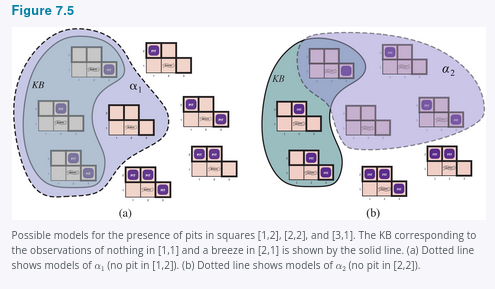 Figure 7.5
KB
α1
KB
α2
(a)
(b)
Possible models for the presence of pits in squares [1,2], [2,2], and [3,1]. The KB corresponding to
the observations of nothing in [1,1] and a breeze in [2,1] is shown by the solid line. (a) Dotted line
shows models of α1 (no pit in [1,2]). (b) Dotted line shows models of α2 (no pit in [2,2]).